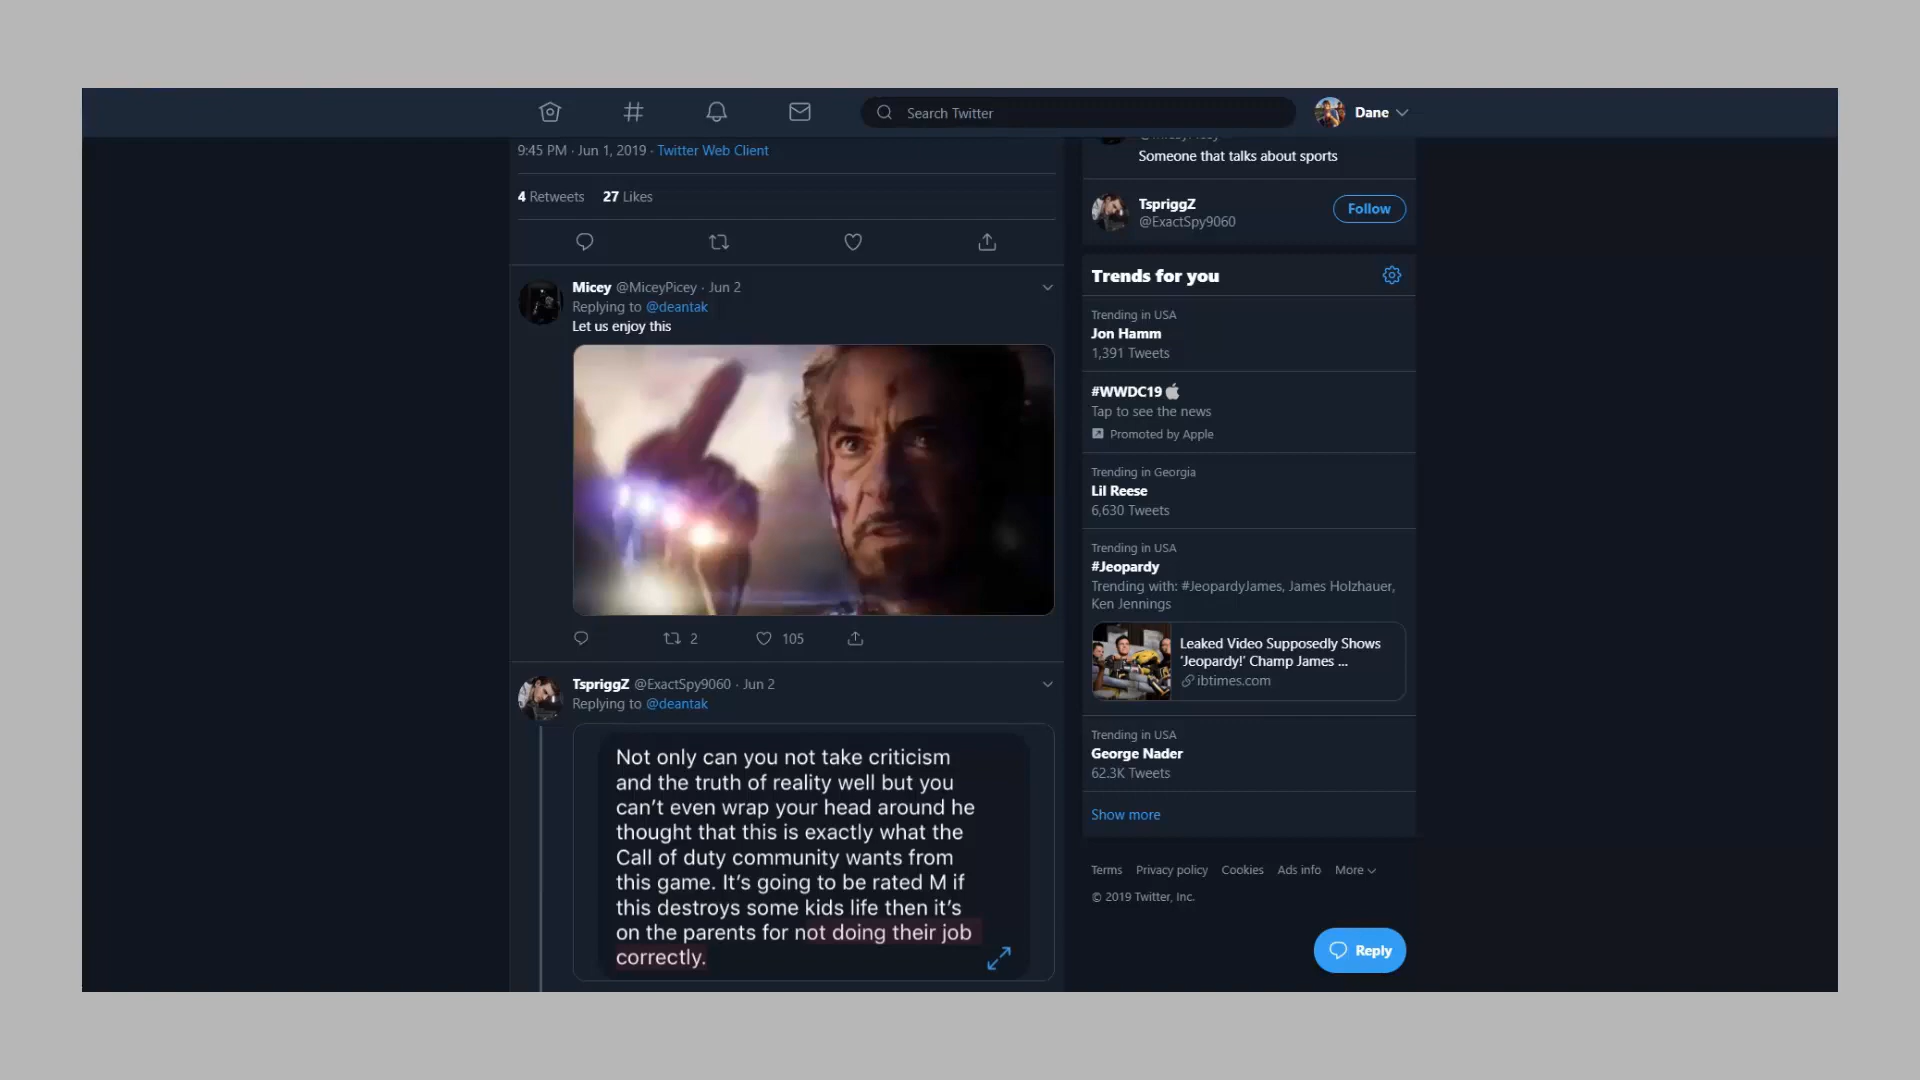 Search Twitter
Dane
9:45 PM · Jun 1, 2019 · Twitter Web Client
4 Retweets 27 Likes
Micey @MiceyPicey · Jun 2
Replying to @deantak
Let us enjoy this
2 105
TspriggZ @ExactSpy9060 · Jun 2
Replying to @deantak
Not only can you not take criticism
and the truth of reality well but you
can't even wrap your head around he
thought that this is exactly what the
Call of duty community wants from
this game. It's going to be rated M if
this destroys some kids life then it's
on the parents for not doing their job
correctly.
Someone that talks about sports
TspriggZ
@ExactSpy9060
Follow
Trends for you
Trending in USA
Jon Hamm
1,391 Tweets
#WWDC19
Tap to see the news
Promoted by Apple
Trending in Georgia
Lil Reese
6,630 Tweets
Trending in USA
#Jeopardy
Trending with: #JeopardyJames, James Holzhauer,
Ken Jennings
Leaked Video Supposedly Shows
'Jeopardy!' Champ James ...
ibtimes.com
Trending in USA
George Nader
62.3K Tweets
Show more
Terms Privacy policy Cookies Ads info More
© 2019 Twitter, Inc.
Reply